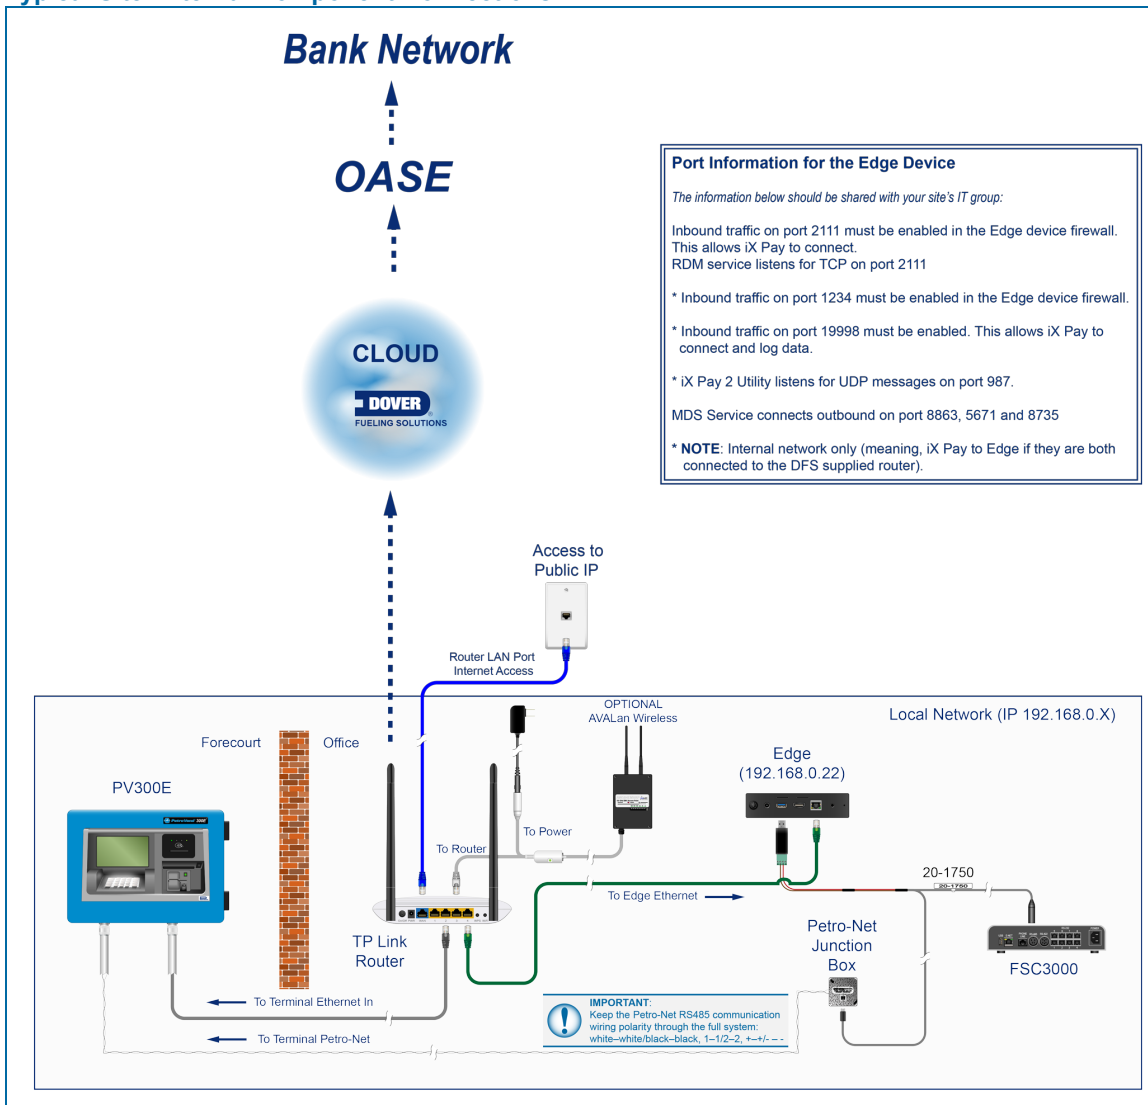 Bank Network
OASE
CLOUD
DOVER
FUELING SOLUTIONS
Port Information for the Edge Device
The information below should be shared with your site's IT group:
Inbound traffic on port 2111 must be enabled in the Edge device firewall.
This allows iX Pay to connect.
RDM service listens for TCP on port 2111
* Inbound traffic on port 1234 must be enabled in the Edge device firewall.
* Inbound traffic on port 19998 must be enabled. This allows iX Pay to
connect and log data.
* iX Pay 2 Utility listens for UDP messages on port 987.
MDS Service connects outbound on port 8863, 5671 and 8735
* NOTE: Internal network only (meaning, iX Pay to Edge if they are both
connected to the DFS supplied router).
Access to
Public IP
Router LAN Port
Internet Access
OPTIONAL
AVALan Wireless
Local Network (IP 192.168.0.X)
Forecourt
Office
Edge
(192.168.0.22)
PV300E
To Power
To Router
To Edge Ethernet
20-1750
20-1750
TP Link
Router
Petro-Net
Junction
Box
FSC3000
To Terminal Ethernet In
To Terminal Petro-Net
IMPORTANT:
Keep the Petro-Net RS485 communication
wiring polarity through the full system:
white–white/black–black, 1–1/2–2, +–+/- – -